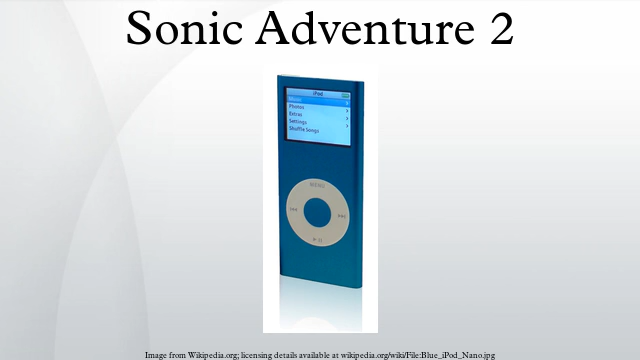 Sonic Adventure 2
iPod
Music
Photos
Extras
Settings
Shuffle Songs
MENU
Image from Wikipedia.org; licensing details available at wikipedia.org/wiki/File:Blue_iPod_Nano.jpg